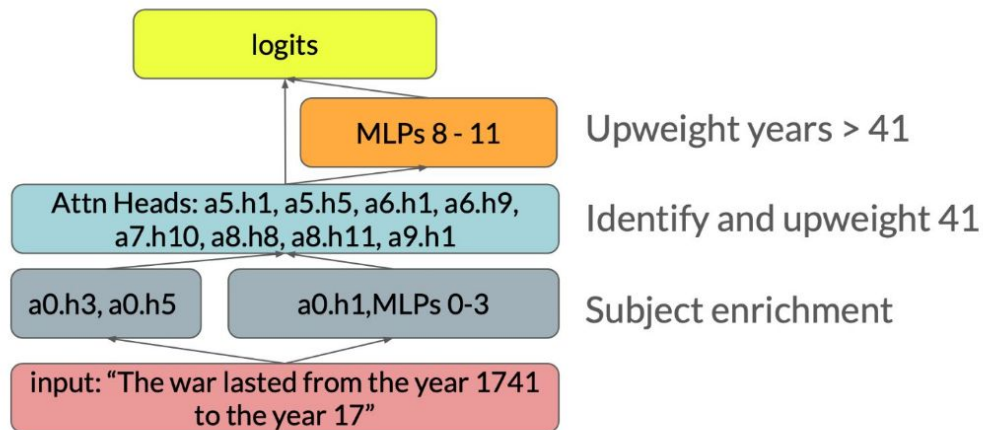 logits
MLPs 8 - 11
Upweight years > 41
Attn Heads: a5.h1, a5.h5, a6.h1, a6.h9,
a7.h10, a8.h8, a8.h11, a9.h1
Identify and upweight 41
a0.h3, a0.h5
a0.h1,MLPs 0-3
Subject enrichment
input: “The war lasted from the year 1741
to the year 17”